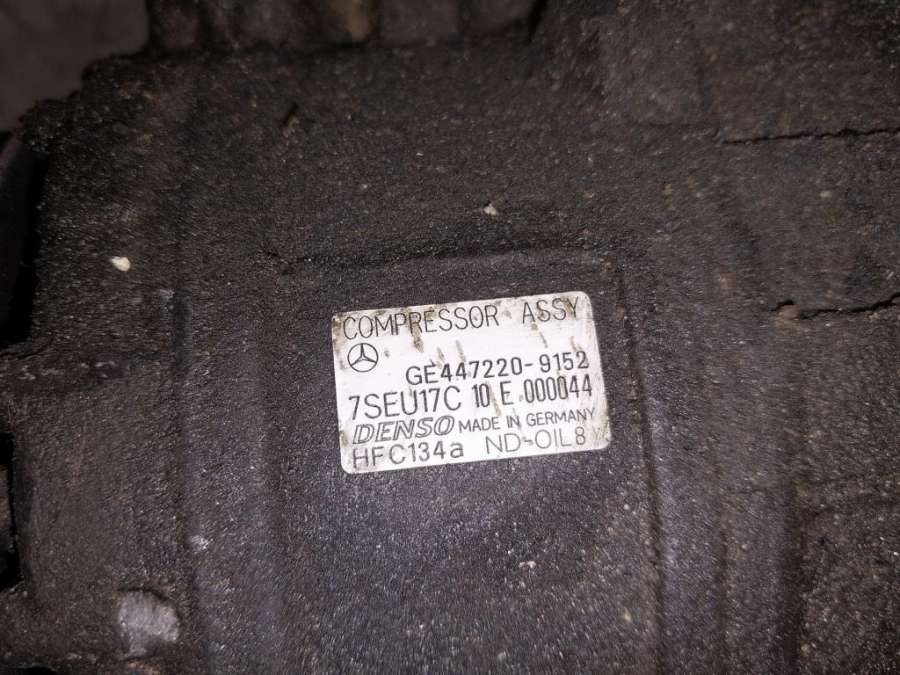 COMPRESSOR ASSY
GE447220-9152
7SEU17C 10 E 000044
DENSO MADE IN GERMANY
HFC134a ND-OIL8